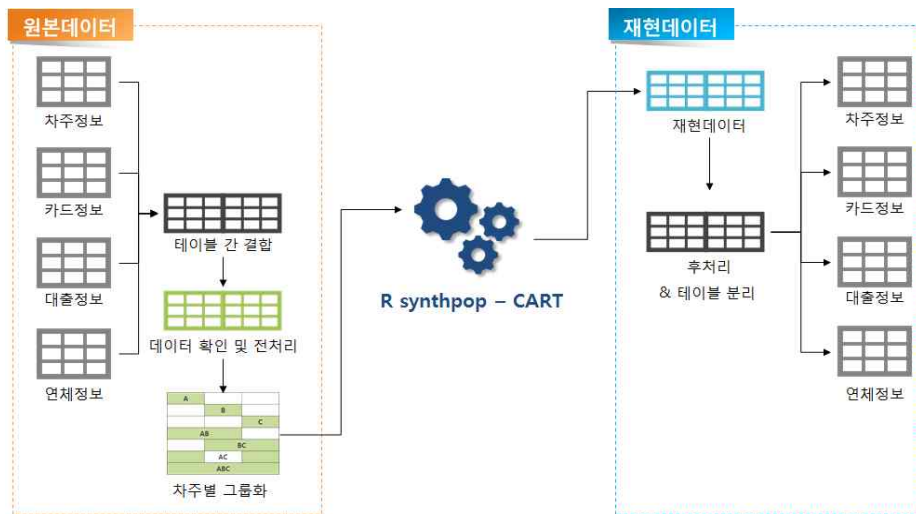 원본데이터
차주정보
카드정보
대출정보
연체정보
테이블 간 결합
데이터 확인 및 전처리
A
B
C
AB
BC
AC
ABC
차주별 그룹화
R synthpop – CART
재현데이터
재현데이터
후처리
& 테이블 분리
차주정보
카드정보
대출정보
연체정보